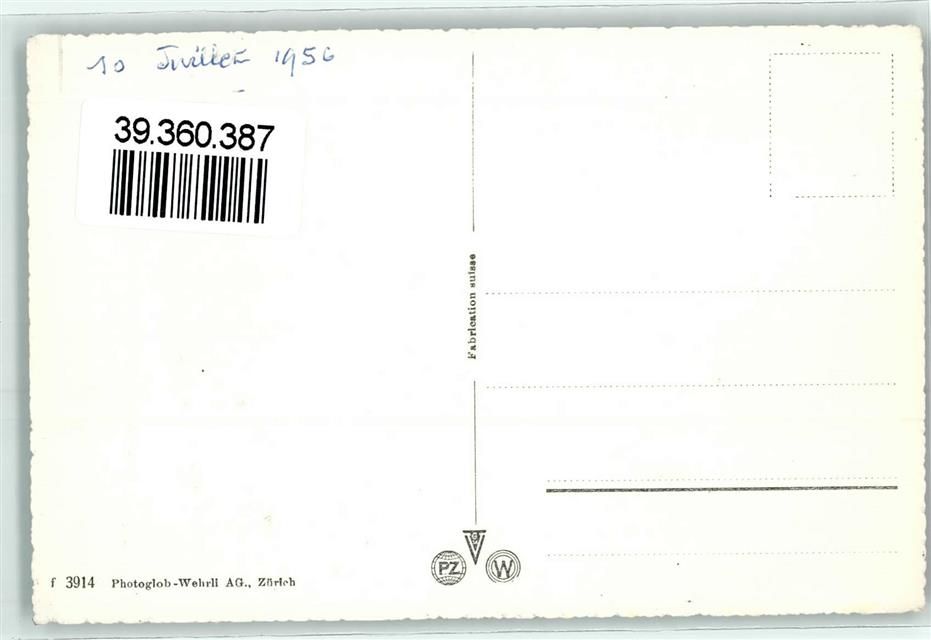 10 Juillet 1956
39.360.387
Fabrication suisse
PZ
W
f 3914 Photoglob-Wehrli AG., Zürich